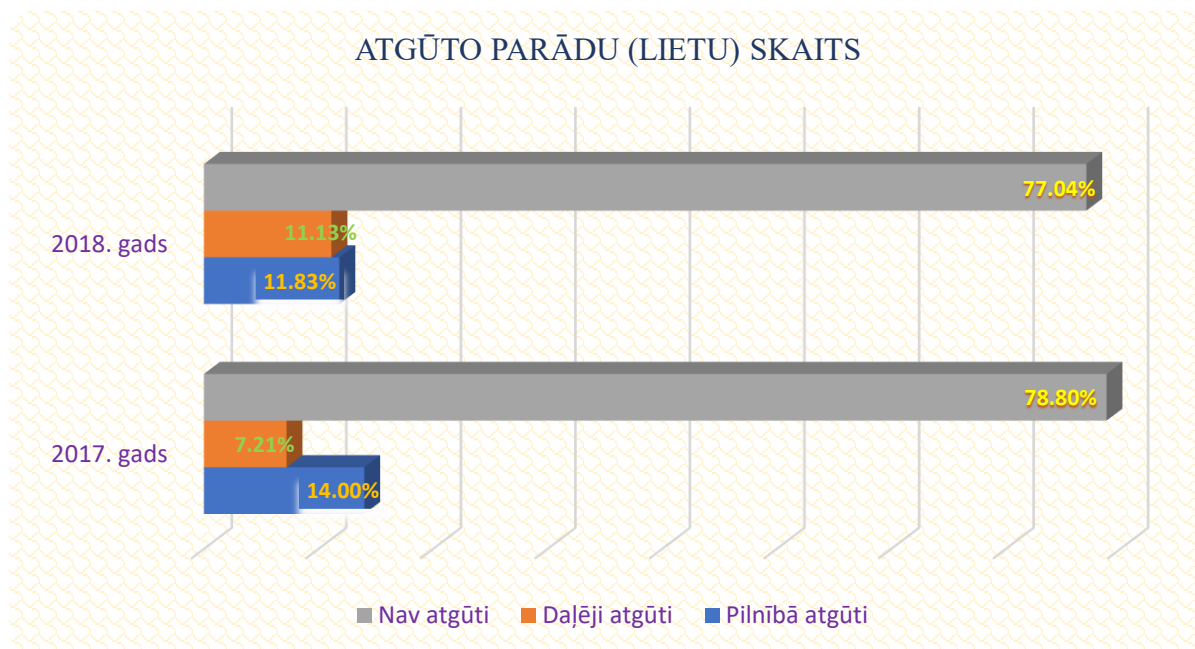 ATGŪTO PARĀDU (LIETU) SKAITS
77.04%
2018. gads
11.13%
11.83%
78.80%
2017. gads
7.21%
14.00%
Nav atgūti Daļēji atgūti Pilnībā atgūti